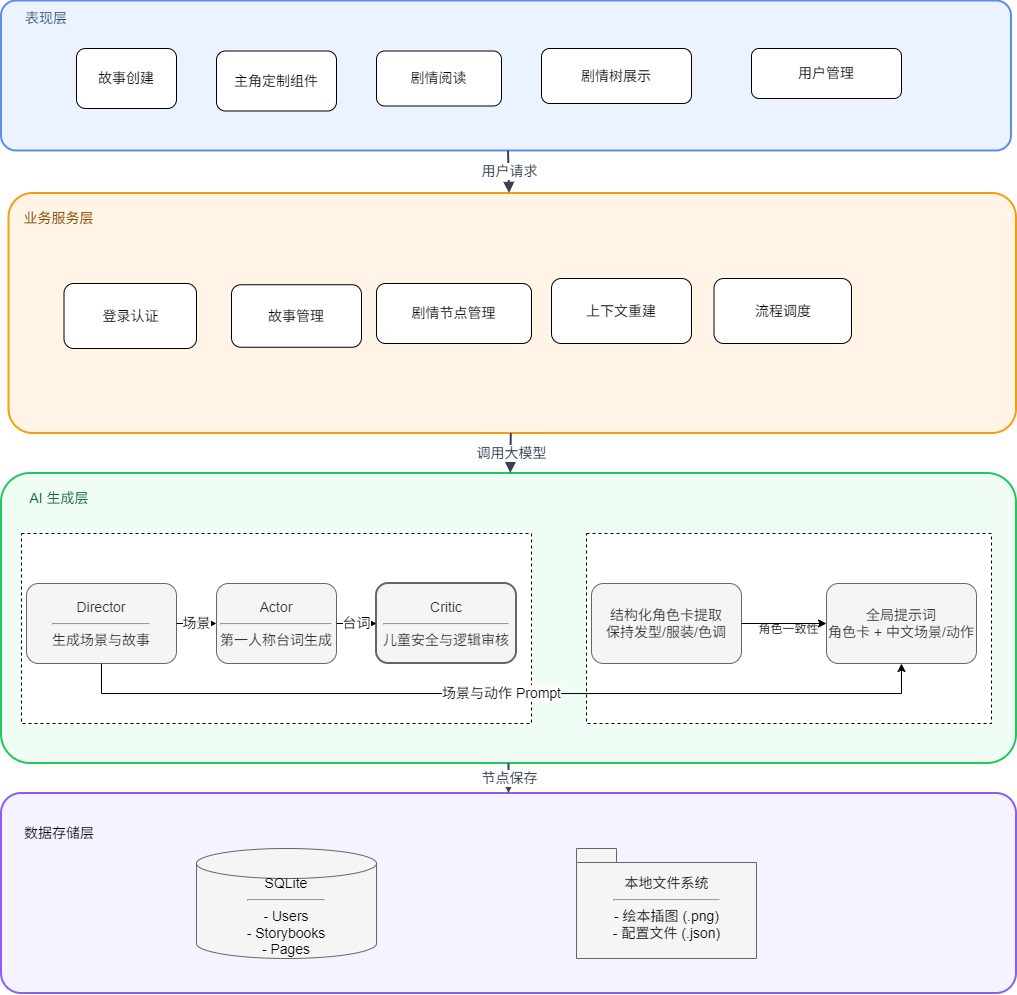 表现层
故事创建
主角定制组件
剧情阅读
剧情树展示
用户管理
用户请求
业务服务层
登录认证
故事管理
剧情节点管理
上下文重建
流程调度
调用大模型
AI 生成层
Director
生成场景与故事
场景
Actor
第一人称台词生成
台词
Critic
儿童安全与逻辑审核
结构化角色卡提取
保持发型/服装/色调
角色一致性
全局提示词
角色卡 + 中文场景/动作
场景与动作 Prompt
节点保存
数据存储层
SQLite
- Users
- Storybooks
- Pages
本地文件系统
- 绘本插图 (.png)
- 配置文件 (.json)